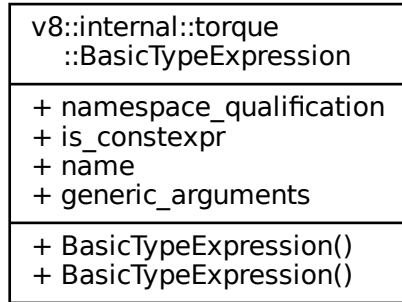 v8::internal::torque
::BasicTypeExpression
+ namespace_qualification
+ is_constexpr
+ name
+ generic_arguments
+ BasicTypeExpression()
+ BasicTypeExpression()